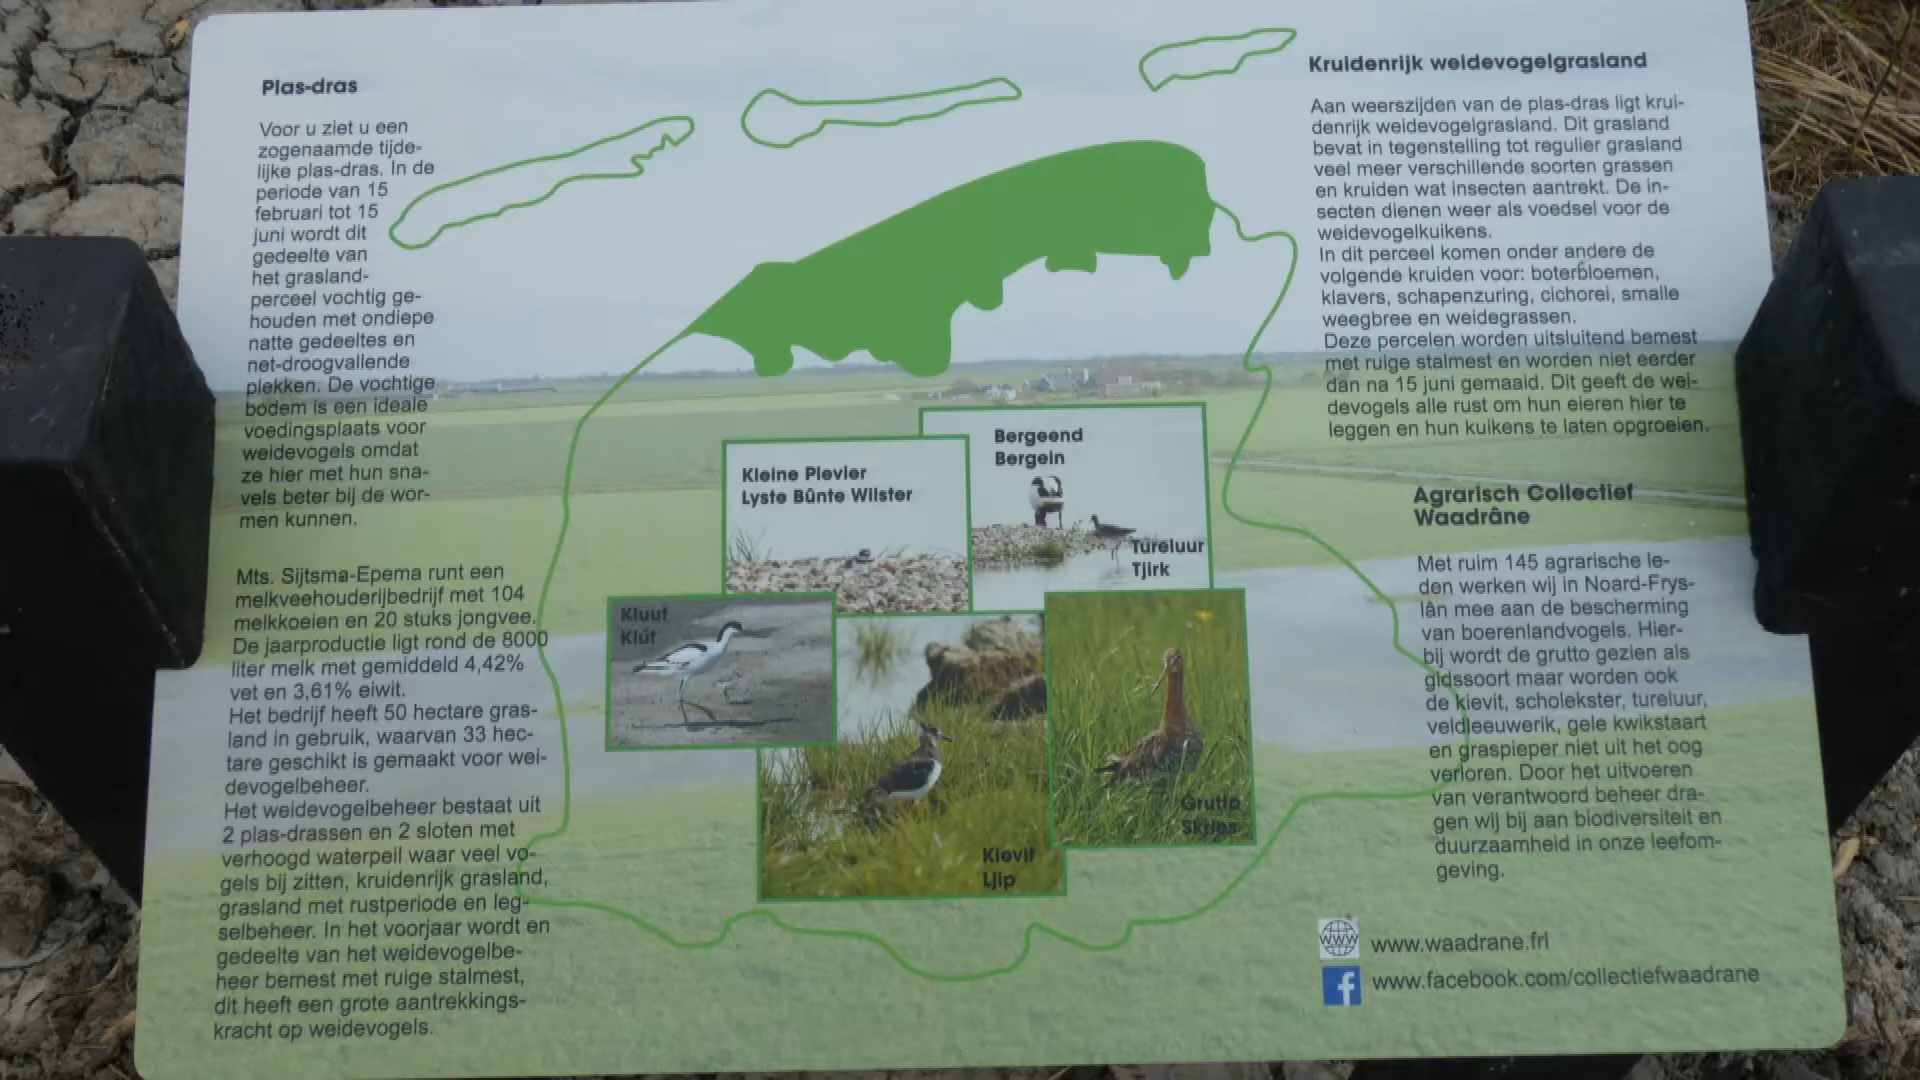 Plas-dras
Voor u ziet u een
zogenaamde tijde-
lijke plas-dras. In de
periode van 15
februari tot 15
juni wordt dit
gedeelte van
het grasland-
perceel vochtig ge-
houden met ondiepe
natte gedeeltes en
net-droogvallende
plekken. De vochtige
bodem is een ideale
voedingsplaats voor
weidevogels omdat
ze hier met hun sna-
vels beter bij de wor-
men kunnen.
Mts. Sijtsma-Epema runt een
melkveehouderijbedrijf met 104
melkkoeien en 20 stuks jongvee.
De jaarproductie ligt rond de 8000
liter melk met gemiddeld 4,42%
vet en 3,61% eiwit.
Het bedrijf heeft 50 hectare gras-
land in gebruik, waarvan 33 hec-
tare geschikt is gemaakt voor wei-
devogelbeheer.
Het weidevogelbeheer bestaat uit
2 plas-drassen en 2 sloten met
verhoogd waterpeil waar veel vo-
gels bij zitten, kruidenrijk grasland,
grasland met rustperiode en leg-
selbeheer. In het voorjaar wordt en
gedeelte van het weidevogelbe-
heer bemest met ruige stalmest,
dit heeft een grote aantrekkings-
kracht op weidevogels.
Kleine Plevier
Lyste Bûnte Wilster
Bergeend
Bergein
Tureluur
Tjirk
Kluut
Klút
Kievit
Ljip
Grutto
Skries
Kruidenrijk weidevogelgrasland
Aan weerszijden van de plas-dras ligt krui-
denrijk weidevogelgrasland. Dit grasland
bevat in tegenstelling tot regulier grasland
veel meer verschillende soorten grassen
en kruiden wat insecten aantrekt. De in-
secten dienen weer als voedsel voor de
weidevogelkuikens.
In dit perceel komen onder andere de
volgende kruiden voor: boterbloemen,
klavers, schapenzuring, cichorei, smalle
weegbree en weidegrassen.
Deze percelen worden uitsluitend bemest
met ruige stalmest en worden niet eerder
dan na 15 juni gemaaid. Dit geeft de wei-
devogels alle rust om hun eieren hier te
leggen en hun kuikens te laten opgroeien.
Agrarisch Collectief
Waadrâne
Met ruim 145 agrarische le-
den werken wij in Noard-Frys-
lân mee aan de bescherming
van boerenlandvogels. Hier-
bij wordt de grutto gezien als
gidssoort maar worden ook
de kievit, scholekster, tureluur,
veldleeuwerik, gele kwikstaart
en graspieper niet uit het oog
verloren. Door het uitvoeren
van verantwoord beheer dra-
gen wij bij aan biodiversiteit en
duurzaamheid in onze leefom-
geving.
www
www.waadrane.frl
f
www.facebook.com/collectiefwaadrane